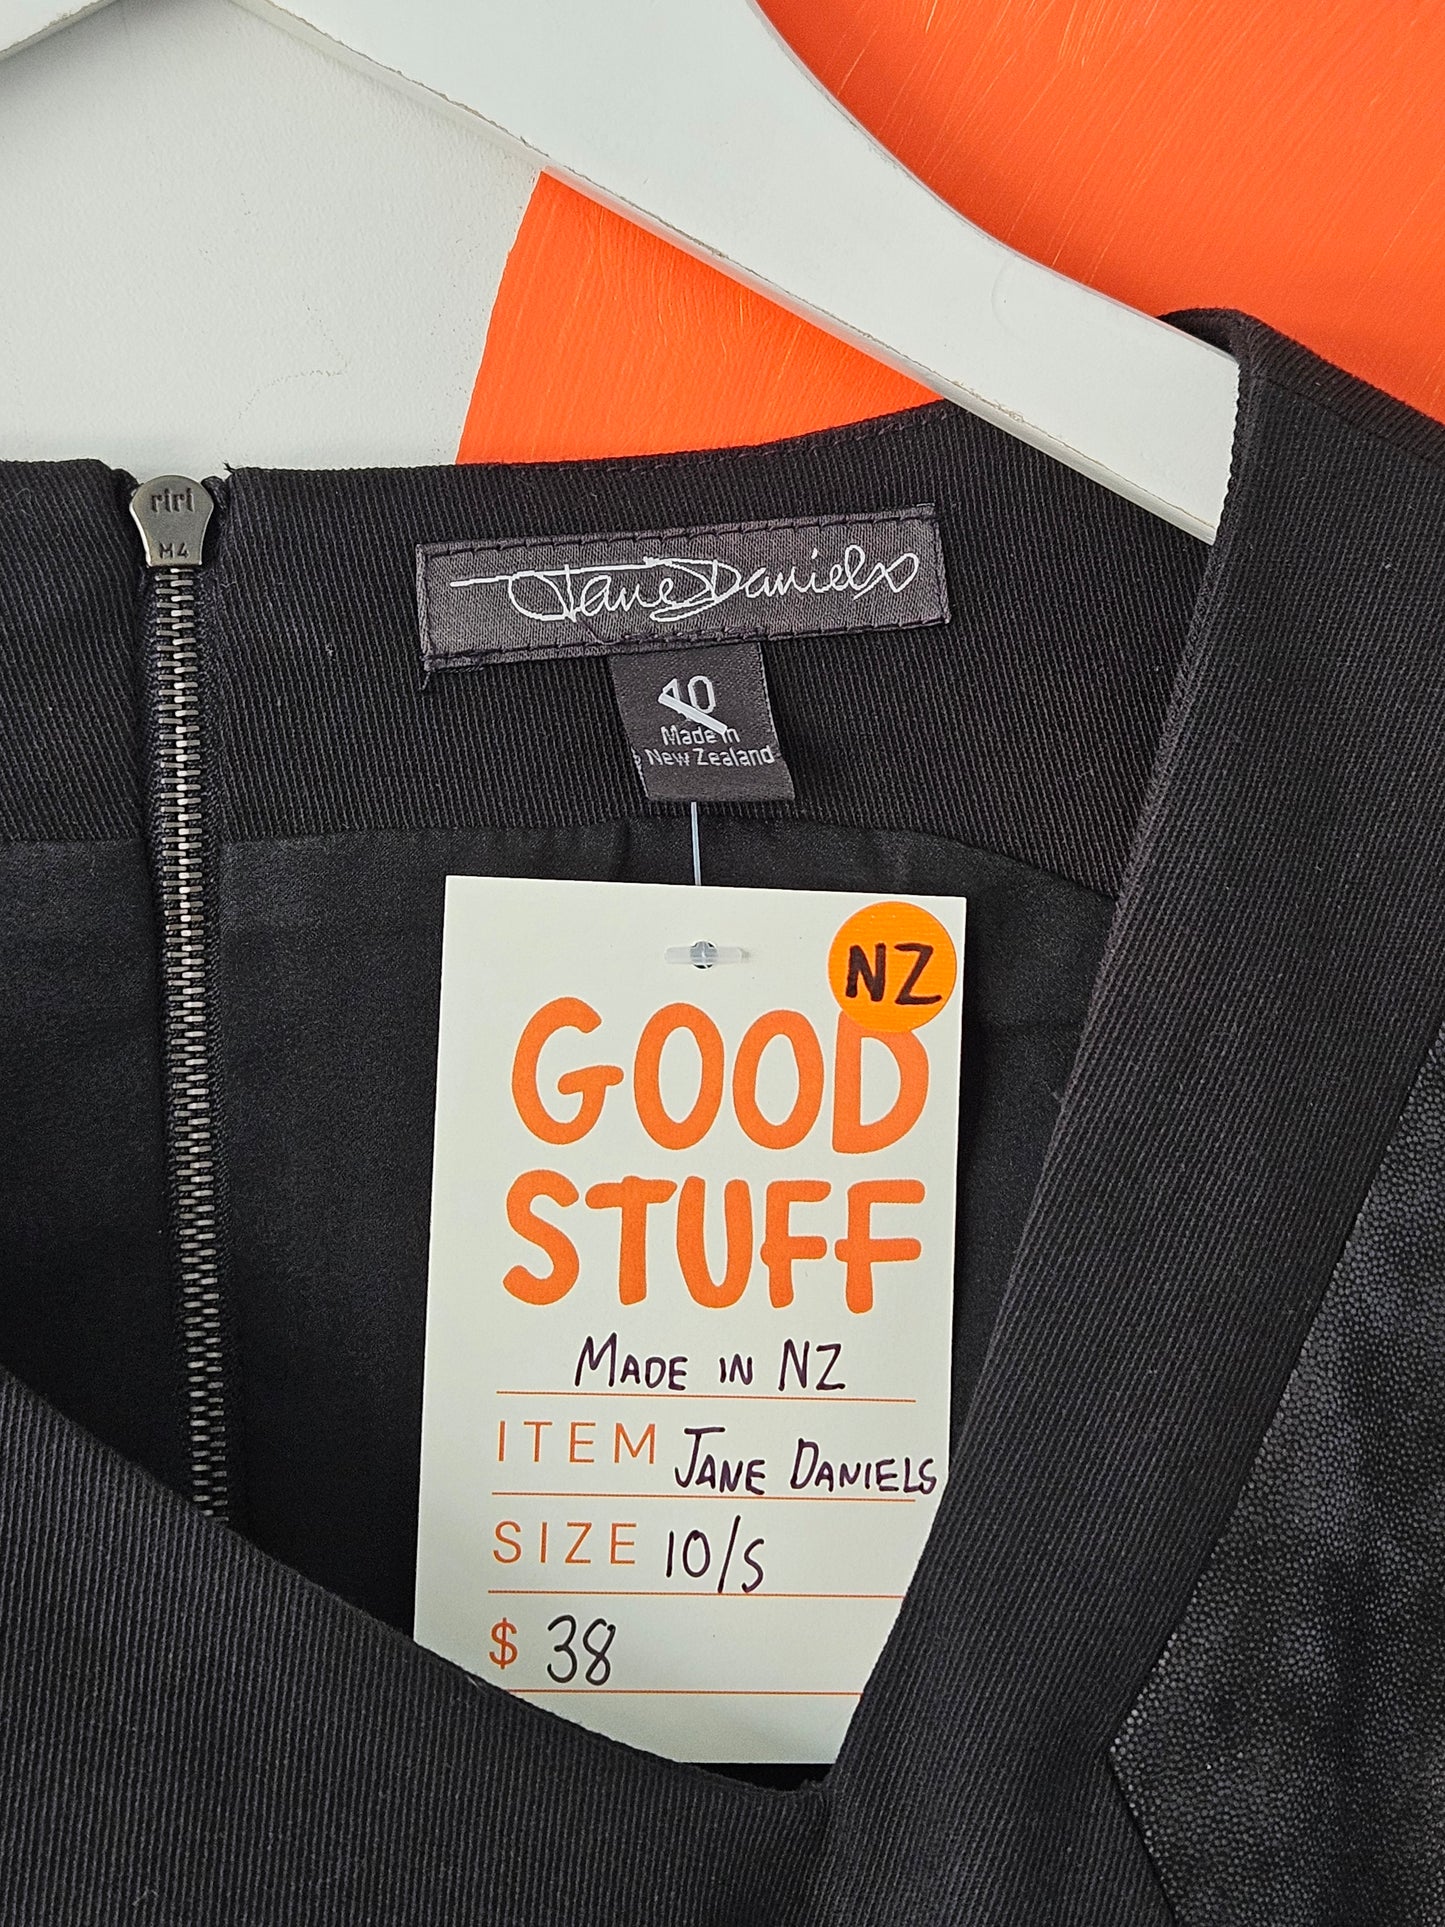 riri
M4
Jane Daniels
10
Made in
New Zealand
NZ
GOOD
STUFF
MADE IN NZ
ITEM JANE DANIELS
SIZE 10/S
$ 38